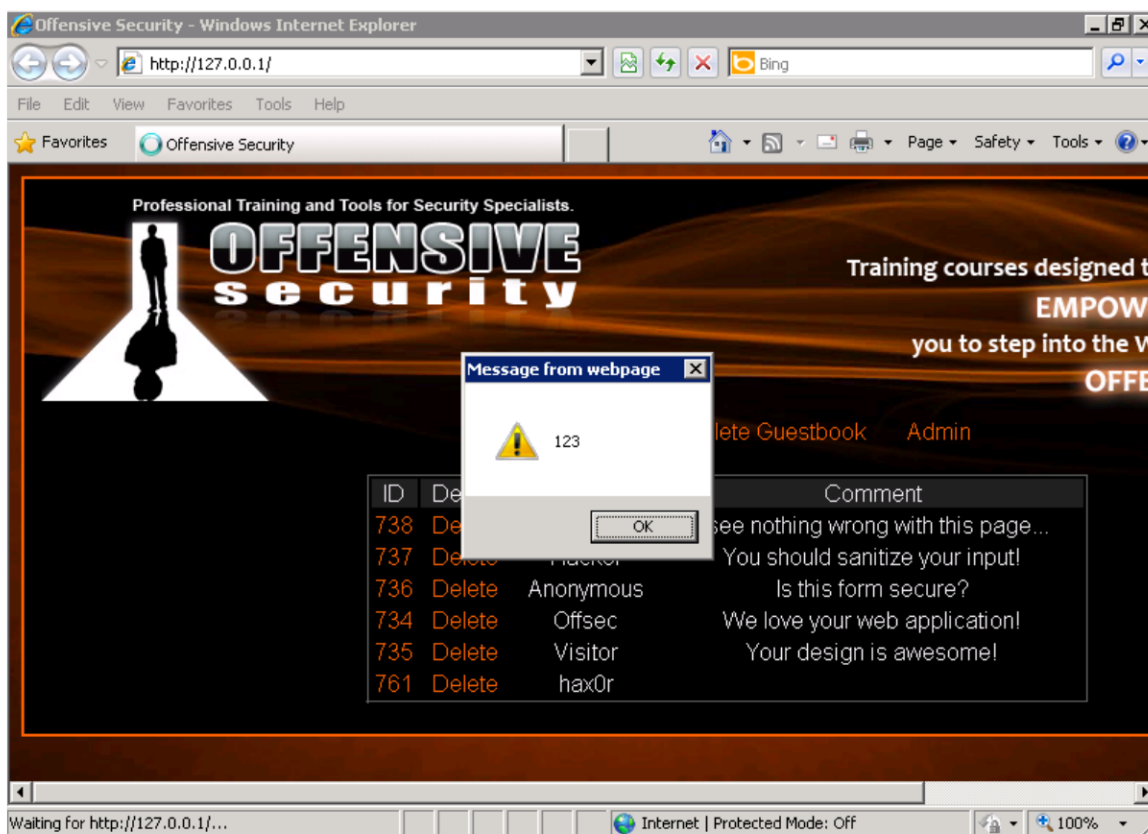 Offensive Security - Windows Internet Explorer
http://127.0.0.1/
Bing
File Edit View Favorites Tools Help
Favorites Offensive Security Page Safety Tools
Professional Training and Tools for Security Specialists.
OFFENSIVE
security
Training courses designed t
EMPOW
you to step into the W
OFFE
Message from webpage
123
OK
lete Guestbook Admin
ID De Comment
738 De see nothing wrong with this page...
737 Delete Hacker You should sanitize your input!
736 Delete Anonymous Is this form secure?
734 Delete Offsec We love your web application!
735 Delete Visitor Your design is awesome!
761 Delete hax0r
Waiting for http://127.0.0.1/... Internet | Protected Mode: Off 100%